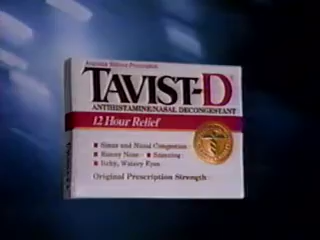 TAVIST-D®
ANTIHISTAMINE/NASAL DECONGESTANT
12 Hour Relief
Sinus and Nasal Congestion
Runny Nose ▪ Sneezing
Itchy, Watery Eyes
Original Prescription Strength